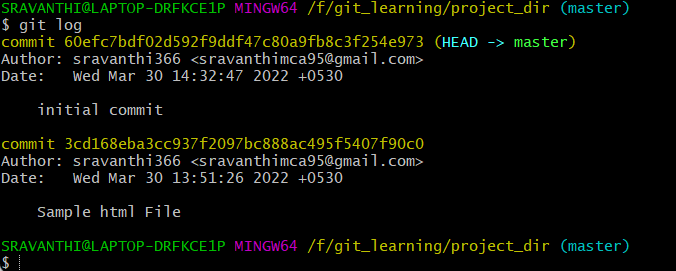 SRAVANTHI@LAPTOP-DRFKCE1P MINGW64 /f/git_learning/project_dir (master)
$ git log
commit 60efc7bdf02d592f9ddf47c80a9fb8c3f254e973 (HEAD -> master)
Author: sravanthi366 <sravanthimca95@gmail.com>
Date:   Wed Mar 30 14:32:47 2022 +0530
    initial commit
commit 3cd168eba3cc937f2097bc888ac495f5407f90c0
Author: sravanthi366 <sravanthimca95@gmail.com>
Date:   Wed Mar 30 13:51:26 2022 +0530
    Sample html File
SRAVANTHI@LAPTOP-DRFKCE1P MINGW64 /f/git_learning/project_dir (master)
$